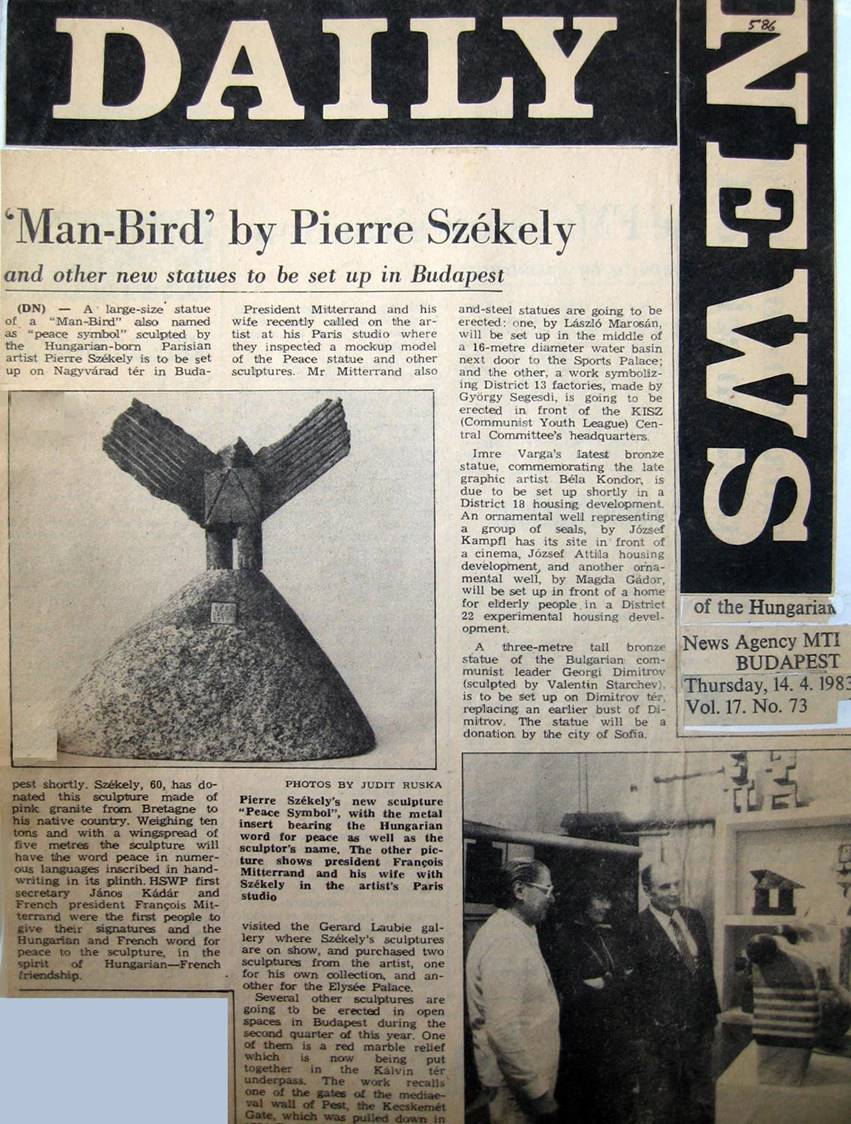 586
DAILY
NEWS
of the Hungarian
News Agency MTI
BUDAPEST
Thursday, 14. 4. 1983
Vol. 17. No. 73
'Man-Bird' by Pierre Székely
and other new statues to be set up in Budapest
(DN) — A large-size statue
of a "Man-Bird" also named
as "peace symbol" sculpted by
the Hungarian-born Parisian
artist Pierre Székely is to be set
up on Nagyvárad tér in Buda-
pest shortly. Székely, 60, has do-
nated this sculpture made of
pink granite from Bretagne to
his native country. Weighing ten
tons and with a wingspread of
five metres the sculpture will
have the word peace in numer-
ous languages inscribed in hand-
writing in its plinth. HSWP first
secretary János Kádár and
French president François Mit-
terrand were the first people to
give their signatures and the
Hungarian and French word for
peace to the sculpture, in the
spirit of Hungarian—French
friendship.
President Mitterrand and his
wife recently called on the ar-
tist at his Paris studio where
they inspected a mockup model
of the Peace statue and other
sculptures. Mr Mitterrand also
PHOTOS BY JUDIT RUSKA
Pierre Székely's new sculpture
"Peace Symbol", with the metal
insert bearing the Hungarian
word for peace as well as the
sculptor's name. The other pic-
ture shows president François
Mitterrand and his wife with
Székely in the artist's Paris
studio
visited the Gerard Laubie gal-
lery where Székely's sculptures
are on show, and purchased two
sculptures from the artist, one
for his own collection, and an-
other for the Elysée Palace.
Several other sculptures are
going to be erected in open
spaces in Budapest during the
second quarter of this year. One
of them is a red marble relief
which is now being put
together in the Kálvin tér
underpass. The work recalls
one of the gates of the mediae-
val wall of Pest, the Kecskemét
Gate, which was pulled down in
and-steel statues are going to be
erected: one, by László Marosán,
will be set up in the middle of
a 16-metre diameter water basin
next door to the Sports Palace;
and the other, a work symboliz-
ing District 13 factories, made by
György Segesdi, is going to be
erected in front of the KISZ
(Communist Youth League) Cen-
tral Committee's headquarters.
Imre Varga's latest bronze
statue, commemorating the late
graphic artist Béla Kondor, is
due to be set up shortly in a
District 18 housing development.
An ornamental well representing
a group of seals, by József
Kampfl has its site in front of
a cinema, József Attila housing
development, and another orna-
mental well, by Magda Gádor,
will be set up in front of a home
for elderly people in a District
22 experimental housing devel-
opment.
A three-metre tall bronze
statue of the Bulgarian com-
munist leader Georgi Dimitrov
(sculpted by Valentin Starchev),
is to be set up on Dimitrov tér,
replacing an earlier bust of Di-
mitrov. The statue will be a
donation by the city of Sofia.